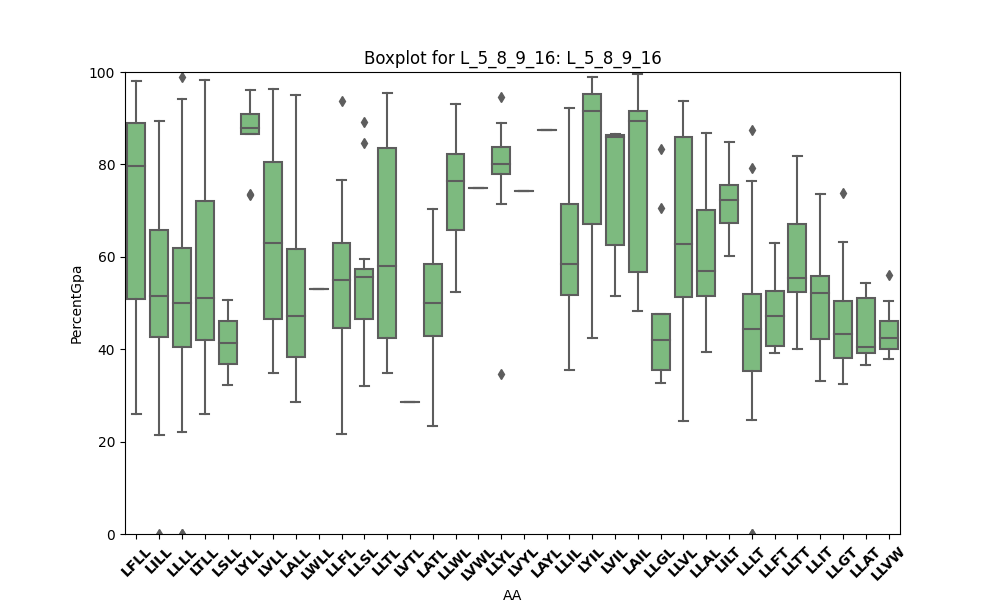 Boxplot for L_5_8_9_16: L_5_8_9_16
100
80
60
40
20
0
PercentGpa
LFLL LILL LLLL LTLL LSLL LYLL LVLL LALL LWLL LLFL LLSL LLTL LVTL LATL LLWL LVWL LLYL LVYL LAYL LLIL LYIL LVIL LAIL LLGL LLVL LLAL LILT LLLT LLFT LLTT LLIT LLGT LLAT LLVW
AA